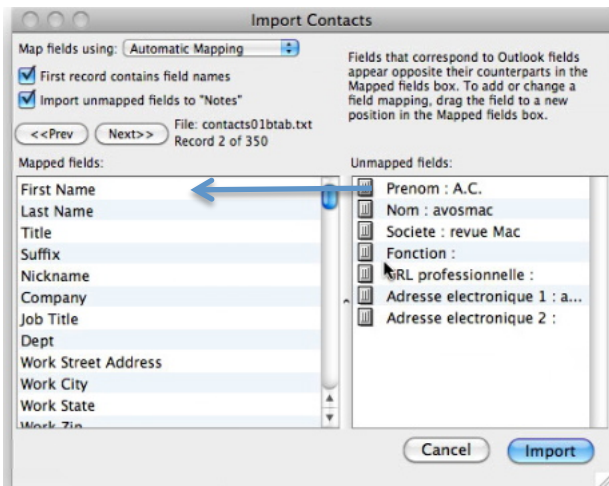 Import Contacts
Map fields using: Automatic Mapping
First record contains field names
Import unmapped fields to "Notes"
<<Prev Next>> File: contacts01btab.txt
Record 2 of 350
Fields that correspond to Outlook fields
appear opposite their counterparts in the
Mapped fields box. To add or change a
field mapping, drag the field to a new
position in the Mapped fields box.
Mapped fields:
First Name
Last Name
Title
Suffix
Nickname
Company
Job Title
Dept
Work Street Address
Work City
Work State
Work Zip
Unmapped fields:
Prenom : A.C.
Nom : avosmac
Societe : revue Mac
Fonction :
professionnelle :
Adresse electronique 1 : a...
Adresse electronique 2 :
Cancel Import